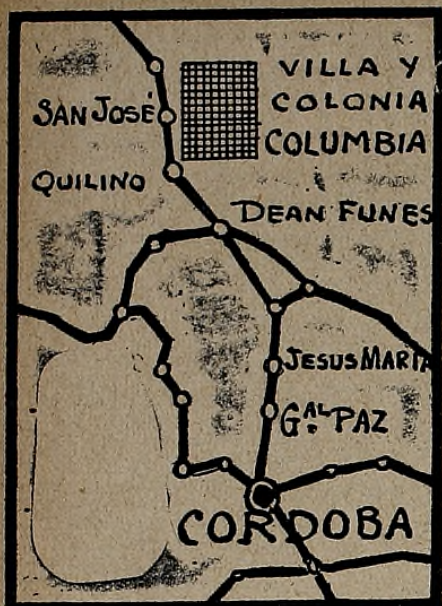 VILLA Y
COLONIA
COLUMBIA
SAN JOSÉ
QUILINO
DEAN FUNES
JESUS MARIA
GAL. PAZ
CORDOBA